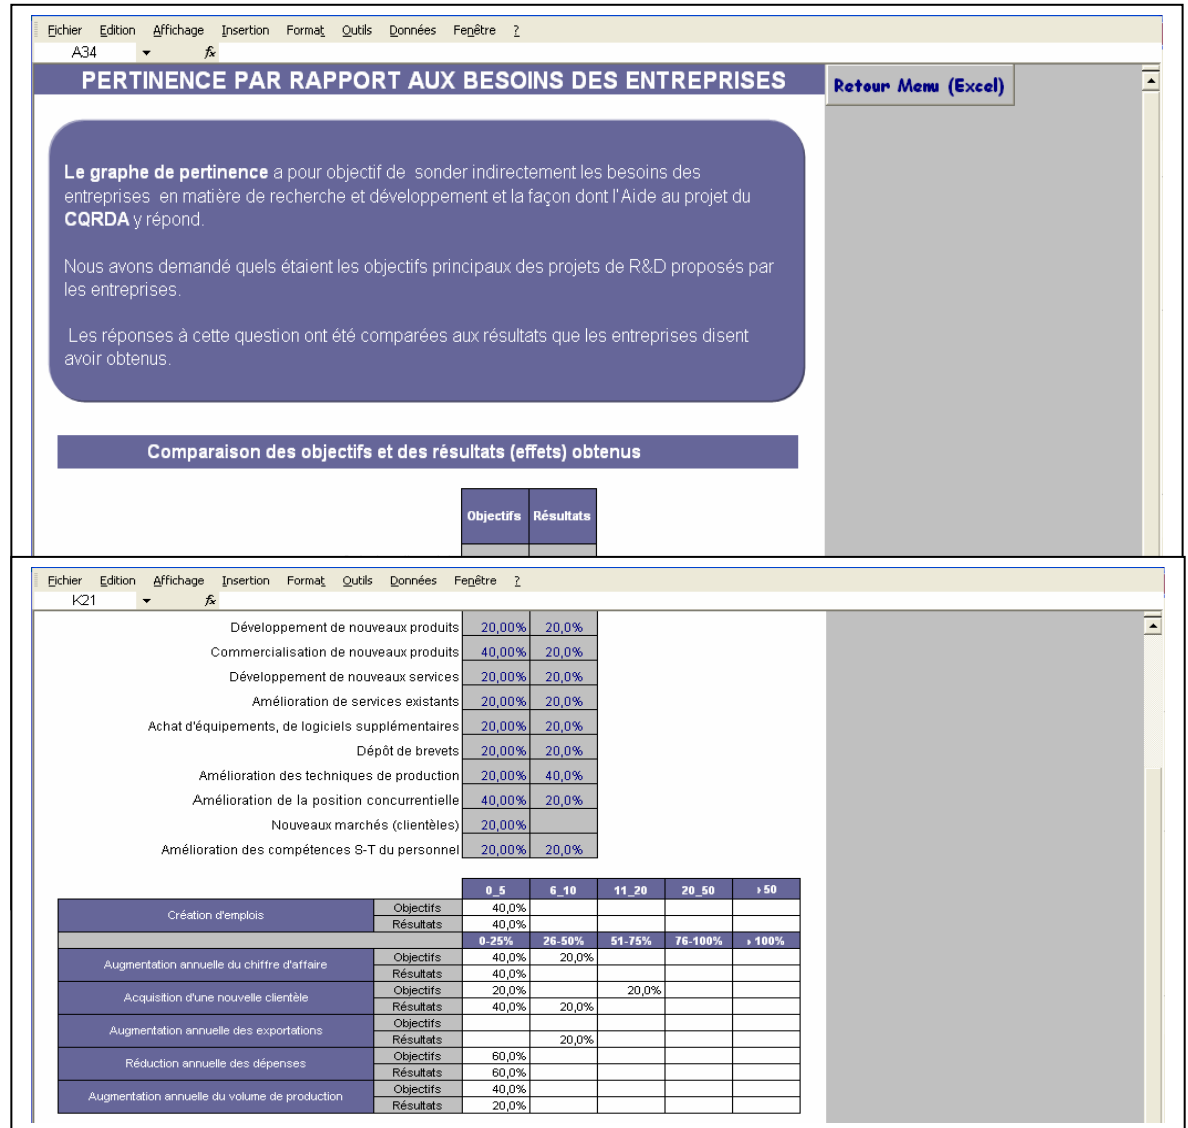 Fichier Edition Affichage Insertion Format Outils Données Fenêtre ?
A34 fx
PERTINENCE PAR RAPPORT AUX BESOINS DES ENTREPRISES
Retour Menu (Excel)
Le graphe de pertinence a pour objectif de sonder indirectement les besoins des
entreprises en matière de recherche et développement et la façon dont l'Aide au projet du
CQRDA y répond.
Nous avons demandé quels étaient les objectifs principaux des projets de R&D proposés par
les entreprises.
Les réponses à cette question ont été comparées aux résultats que les entreprises disent
avoir obtenus.
Comparaison des objectifs et des résultats (effets) obtenus
Objectifs Résultats
Fichier Edition Affichage Insertion Format Outils Données Fenêtre ?
K21 fx
Développement de nouveaux produits 20,00% 20,0%
Commercialisation de nouveaux produits 40,00% 20,0%
Développement de nouveaux services 20,00% 20,0%
Amélioration de services existants 20,00% 20,0%
Achat d'équipements, de logiciels supplémentaires 20,00% 20,0%
Dépôt de brevets 20,00% 20,0%
Amélioration des techniques de production 20,00% 40,0%
Amélioration de la position concurrentielle 40,00% 20,0%
Nouveaux marchés (clientèles) 20,00%
Amélioration des compétences S-T du personnel 20,00% 20,0%
0_5 6_10 11_20 20_50 >50
Création d'emplois Objectifs 40,0%
Résultats 40,0%
0-25% 26-50% 51-75% 76-100% > 100%
Augmentation annuelle du chiffre d'affaire Objectifs 40,0% 20,0%
Résultats 40,0%
Acquisition d'une nouvelle clientèle Objectifs 20,0% 20,0%
Résultats 40,0% 20,0%
Augmentation annuelle des exportations Objectifs
Résultats 20,0%
Réduction annuelle des dépenses Objectifs 60,0%
Résultats 60,0%
Augmentation annuelle du volume de production Objectifs 40,0%
Résultats 20,0%